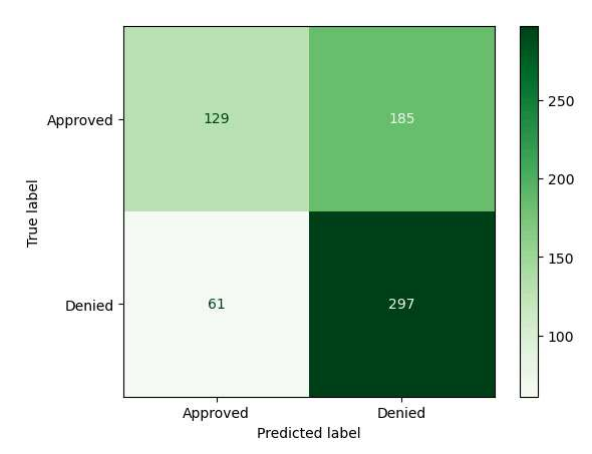 Approved 129 185 250
200
True label
150
Denied 61 297
100
Approved Denied
Predicted label